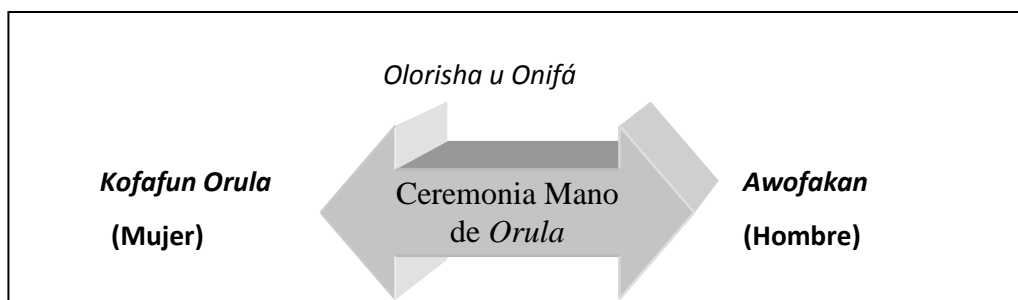 Olorisha u Onifá
Kofafun Orula
(Mujer)
Ceremonia Mano
de Orula
Awofakan
(Hombre)